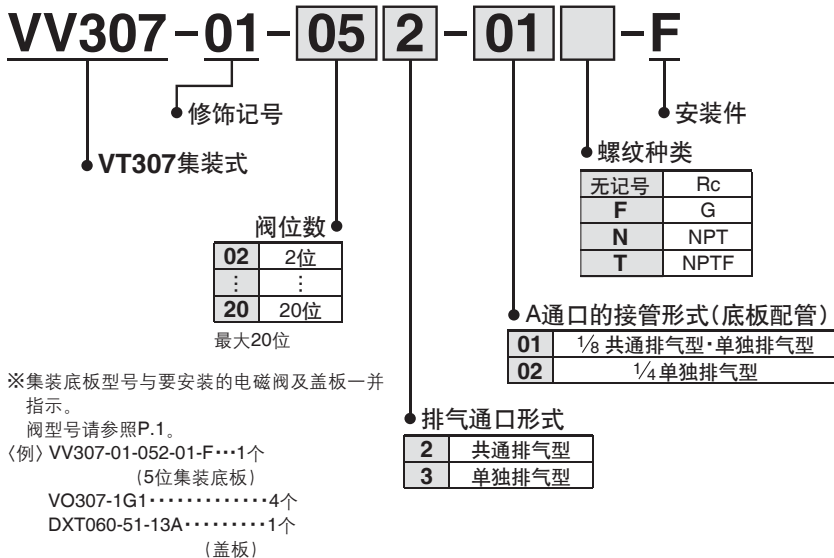 VV307-01-052-01-F
修饰记号
VT307集装式
安装件
螺纹种类
无记号 Rc
F G
N NPT
T NPTF
阀位数
02 2位
⋮ ⋮
20 20位
最大20位
A通口的接管形式(底板配管)
01 1/8 共通排气型·单独排气型
02 1/4 单独排气型
排气通口形式
2 共通排气型
3 单独排气型
※集装底板型号与要安装的电磁阀及盖板一并
指示。
阀型号请参照P.1。
〈例〉VV307-01-052-01-F···1个
(5位集装底板)
VO307-1G1·············4个
DXT060-51-13A·········1个
(盖板)